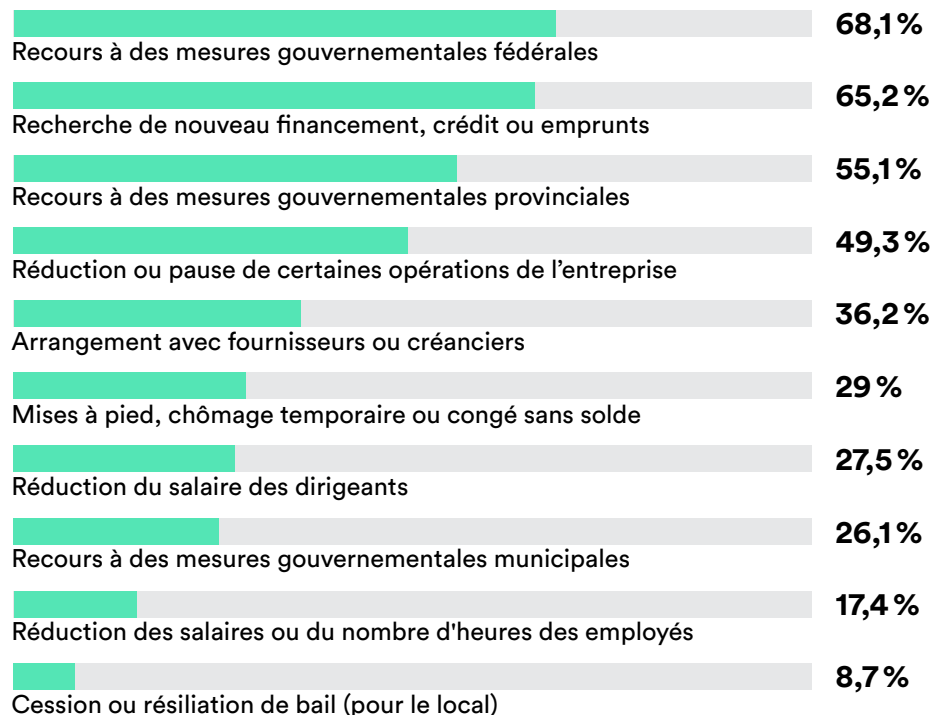 68,1 %
Recours à des mesures gouvernementales fédérales
65,2 %
Recherche de nouveau financement, crédit ou emprunts
55,1 %
Recours à des mesures gouvernementales provinciales
49,3 %
Réduction ou pause de certaines opérations de l’entreprise
36,2 %
Arrangement avec fournisseurs ou créanciers
29 %
Mises à pied, chômage temporaire ou congé sans solde
27,5 %
Réduction du salaire des dirigeants
26,1 %
Recours à des mesures gouvernementales municipales
17,4 %
Réduction des salaires ou du nombre d'heures des employés
8,7 %
Cession ou résiliation de bail (pour le local)